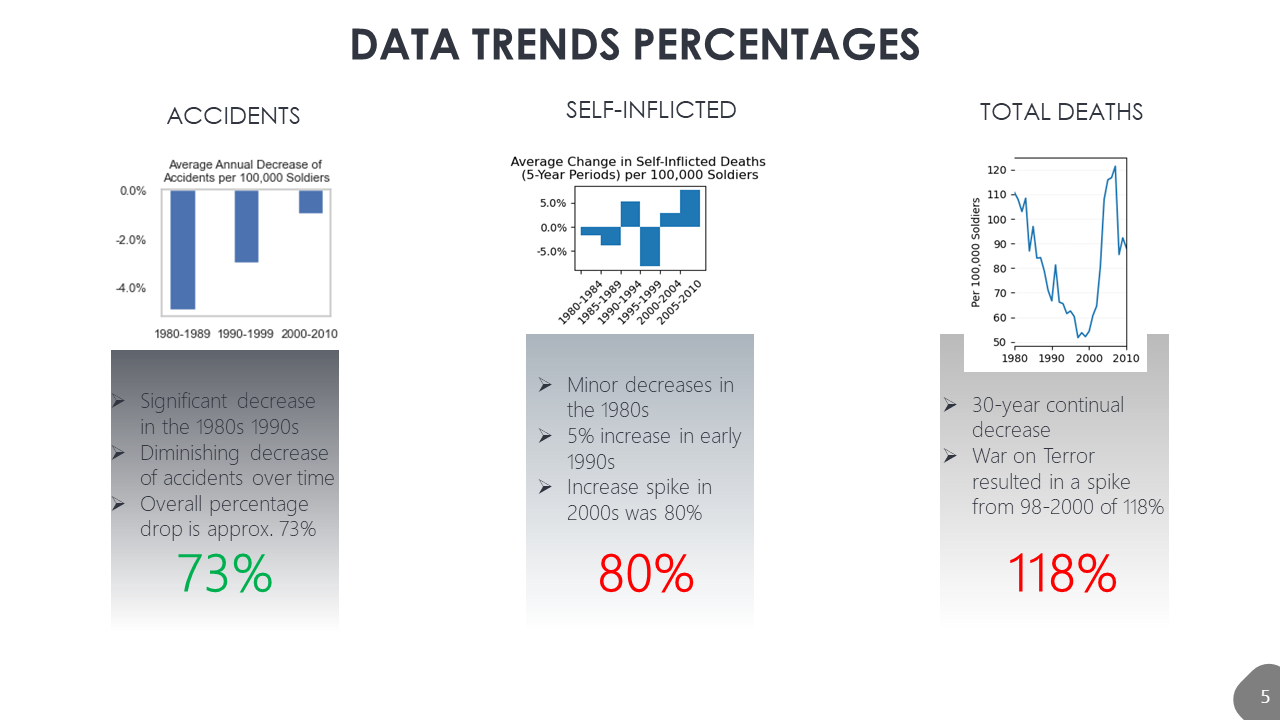 DATA TRENDS PERCENTAGES
ACCIDENTS
Average Annual Decrease of
Accidents per 100,000 Soldiers
0.0%
-2.0%
-4.0%
1980-1989 1990-1999 2000-2010
➢ Significant decrease
in the 1980s 1990s
➢ Diminishing decrease
of accidents over time
➢ Overall percentage
drop is approx. 73%
73%
SELF-INFLICTED
Average Change in Self-Inflicted Deaths
(5-Year Periods) per 100,000 Soldiers
5.0%
0.0%
-5.0%
1980-1984
1985-1989
1990-1994
1995-1999
2000-2004
2005-2010
➢ Minor decreases in
the 1980s
➢ 5% increase in early
1990s
➢ Increase spike in
2000s was 80%
80%
TOTAL DEATHS
Per 100,000 Soldiers
120
110
100
90
80
70
60
50
1980 1990 2000 2010
➢ 30-year continual
decrease
➢ War on Terror
resulted in a spike
from 98-2000 of 118%
118%
5